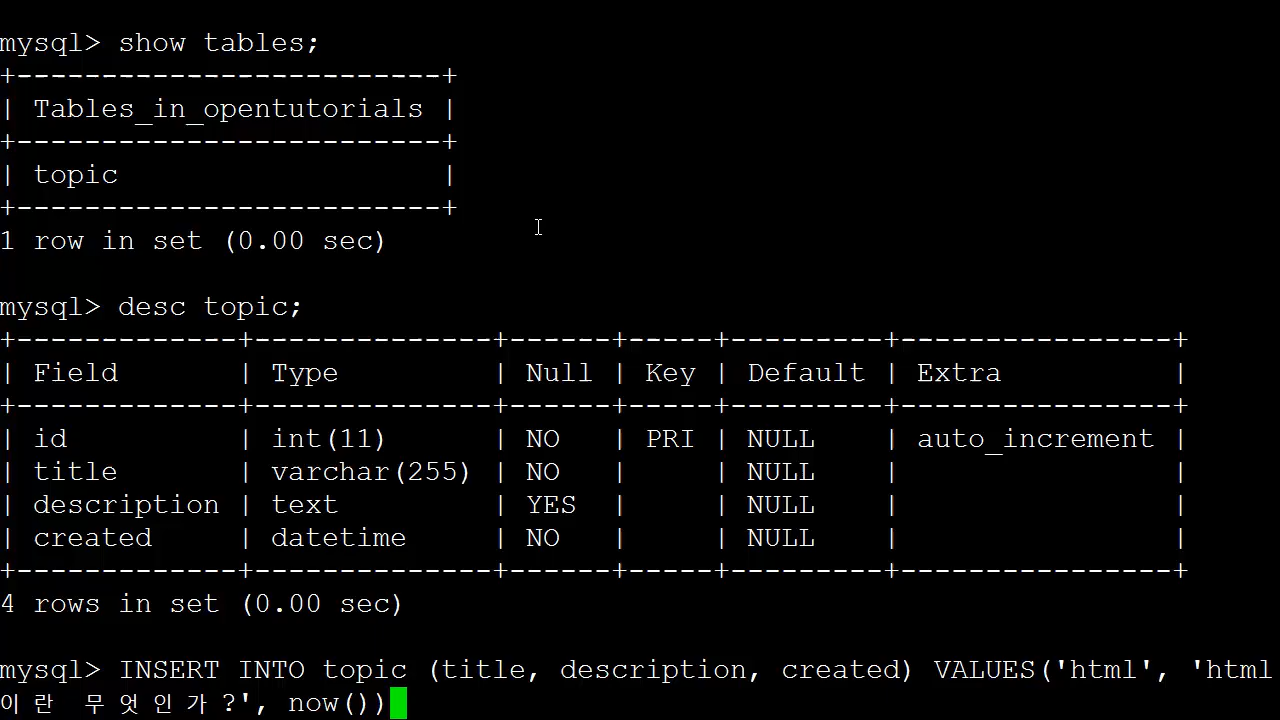 mysql> show tables;
+-------------------------+
| Tables_in_opentutorials |
+-------------------------+
| topic                   |
+-------------------------+
1 row in set (0.00 sec)

mysql> desc topic;
+-------------+--------------+------+-----+---------+----------------+
| Field       | Type         | Null | Key | Default | Extra          |
+-------------+--------------+------+-----+---------+----------------+
| id          | int(11)      | NO   | PRI | NULL    | auto_increment |
| title       | varchar(255) | NO   |     | NULL    |                |
| description | text         | YES  |     | NULL    |                |
| created     | datetime     | NO   |     | NULL    |                |
+-------------+--------------+------+-----+---------+----------------+
4 rows in set (0.00 sec)

mysql> INSERT INTO topic (title, description, created) VALUES('html', 'html
이란 무엇인가?', now())